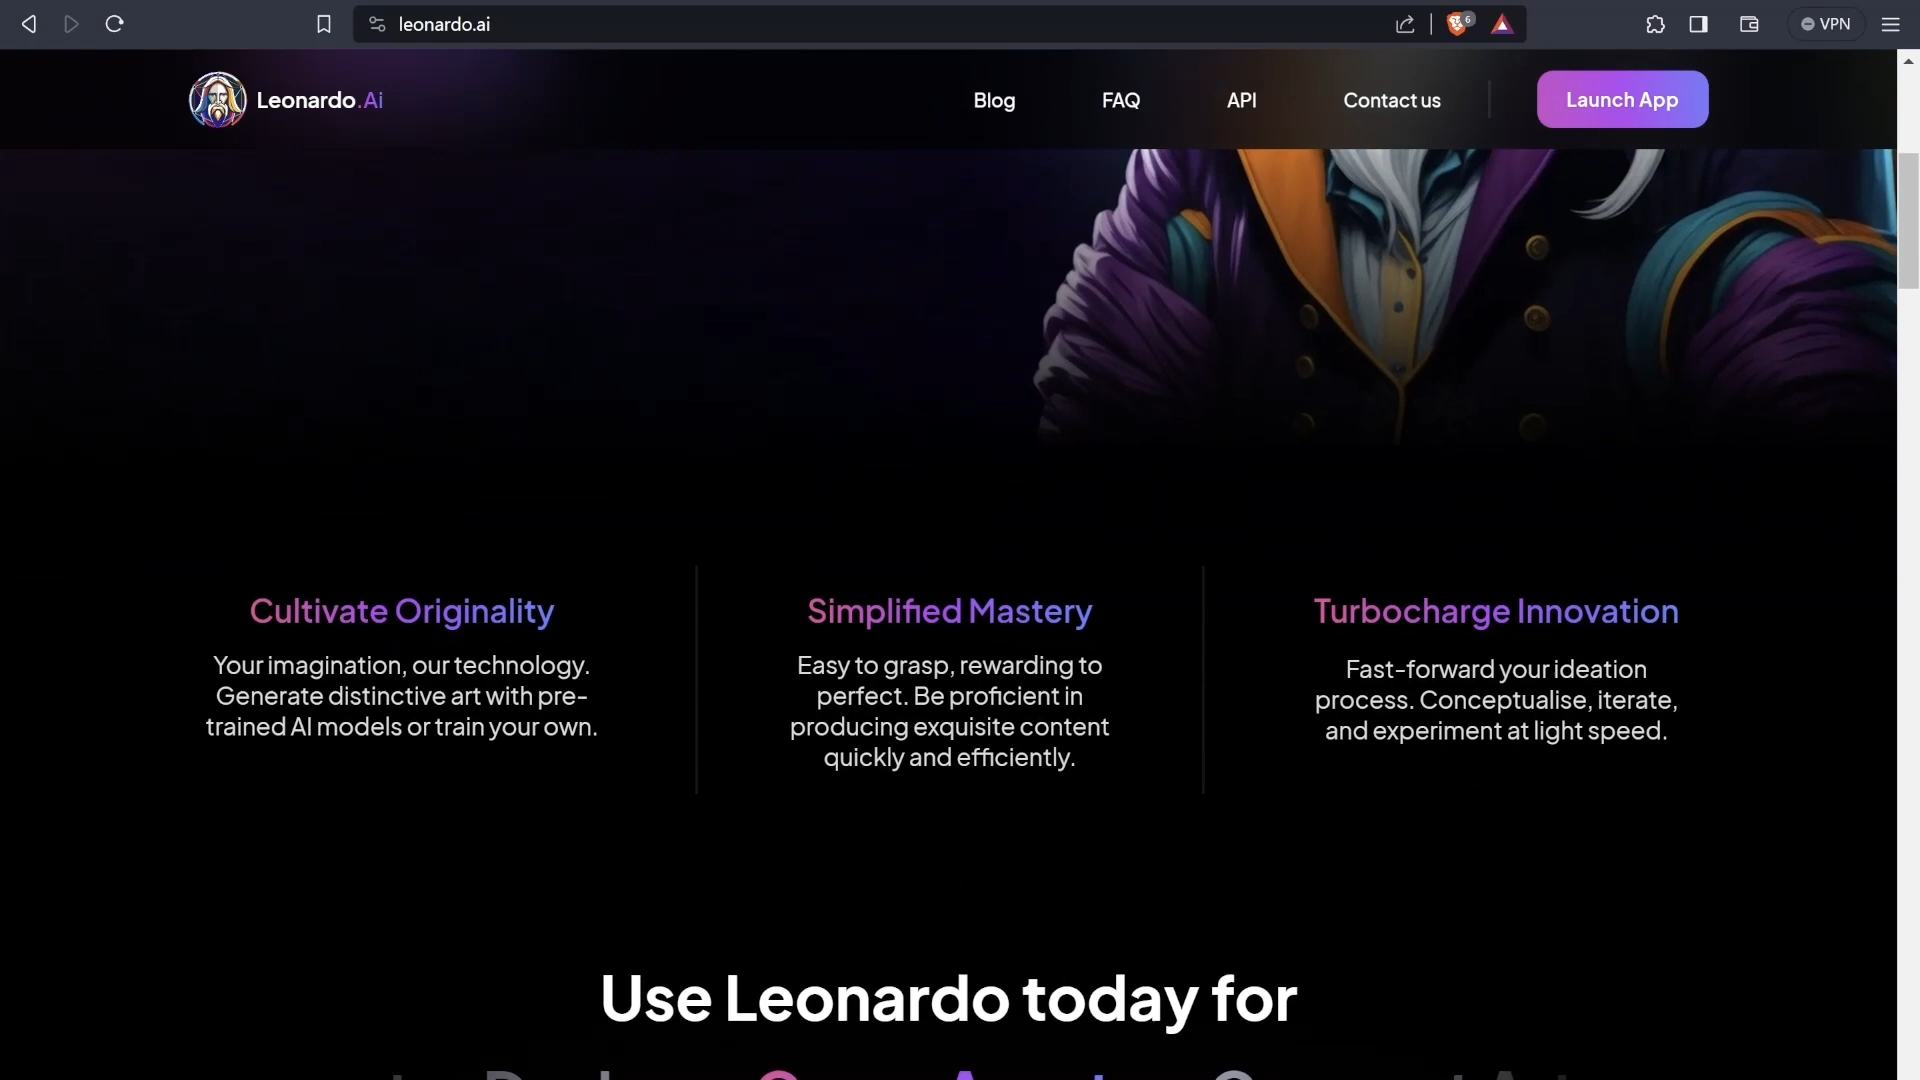 leonardo.ai
6
VPN
Leonardo.Ai
Blog
FAQ
API
Contact us
Launch App
Cultivate Originality
Your imagination, our technology.
Generate distinctive art with pre-
trained AI models or train your own.
Simplified Mastery
Easy to grasp, rewarding to
perfect. Be proficient in
producing exquisite content
quickly and efficiently.
Turbocharge Innovation
Fast-forward your ideation
process. Conceptualise, iterate,
and experiment at light speed.
Use Leonardo today for